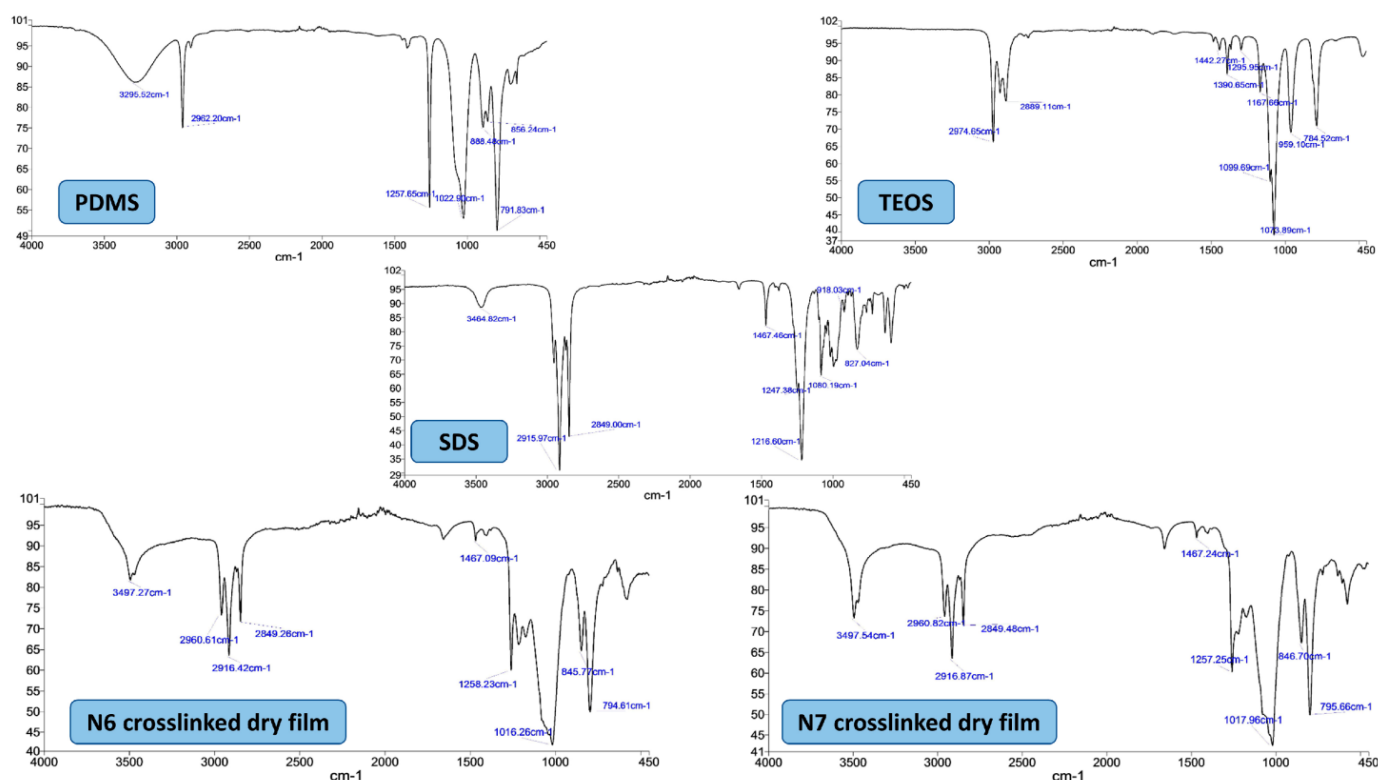 101
95
90
85
80
75
70
65
60
55
49
4000
3500
3000
2500
2000
1500
1000
450
cm-1
3295.52cm-1
2962.20cm-1
1257.65cm-1
1022.90cm-1
888.48cm-1
856.24cm-1
791.83cm-1
PDMS
102
95
90
85
80
75
70
65
60
55
50
45
40
37
4000
3500
3000
2500
2000
1500
1000
450
cm-1
2974.65cm-1
2889.11cm-1
1442.27cm-1
1390.65cm-1
1295.95cm-1
1167.66cm-1
1099.69cm-1
1073.89cm-1
959.10cm-1
784.52cm-1
TEOS
102
95
90
85
80
75
70
65
60
55
50
45
40
35
29
4000
3500
3000
2500
2000
1500
1000
450
cm-1
3464.82cm-1
2915.97cm-1
2849.00cm-1
1467.46cm-1
1247.38cm-1
1216.60cm-1
1080.19cm-1
918.03cm-1
827.04cm-1
SDS
101
95
90
85
80
75
70
65
60
55
50
45
40
4000
3500
3000
2500
2000
1500
1000
450
cm-1
3497.27cm-1
2960.61cm-1
2916.42cm-1
2849.26cm-1
1467.09cm-1
1258.23cm-1
1016.26cm-1
845.77cm-1
794.61cm-1
N6 crosslinked dry film
101
95
90
85
80
75
70
65
60
55
50
45
41
4000
3500
3000
2500
2000
1500
1000
450
cm-1
3497.54cm-1
2960.82cm-1
2916.87cm-1
2849.48cm-1
1467.24cm-1
1257.25cm-1
1017.96cm-1
846.70cm-1
795.66cm-1
N7 crosslinked dry film